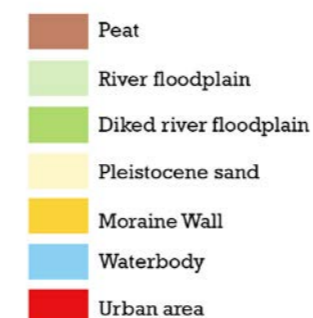 Peat
River floodplain
Diked river floodplain
Pleistocene sand
Moraine Wall
Waterbody
Urban area